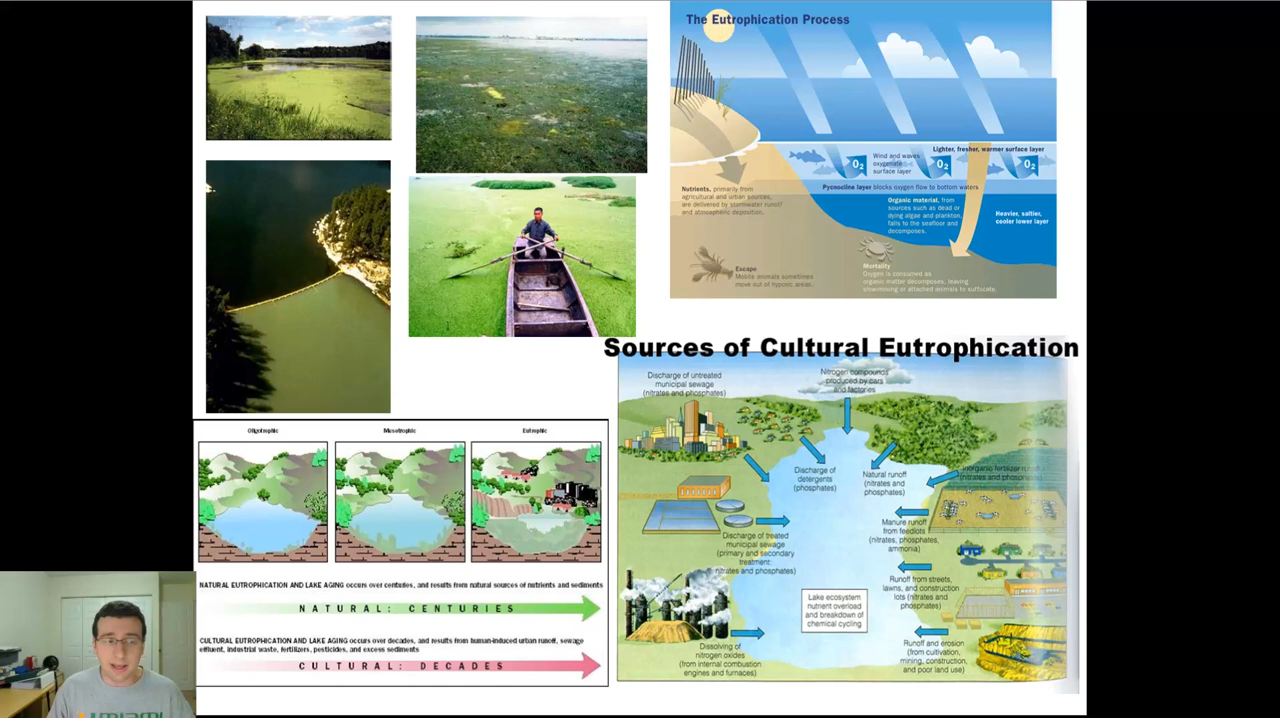 The Eutrophication Process
Lighter, fresher, warmer surface layer
O₂
Wind and waves
oxygenate
surface layer
O₂
O₂
Pycnocline layer blocks oxygen flow to bottom waters
Nutrients, primarily from
agricultural and urban sources,
are delivered by stormwater runoff
and atmospheric deposition.
Organic material, from
sources such as dead or
dying algae and plankton,
falls to the seafloor and
decomposes.
Heavier, saltier,
cooler lower layer
Escape
Mobile animals sometimes
move out of hypoxic areas.
Mortality
Oxygen is consumed as
organic matter decomposes, leaving
slow-moving or attached animals to suffocate.
Sources of Cultural Eutrophication
Discharge of untreated
municipal sewage
(nitrates and phosphates)
Nitrogen compounds
produced by cars
and factories
Discharge of
detergents
(phosphates)
Natural runoff
(nitrates and
phosphates)
Inorganic fertilizer runoff
(nitrates and phosphates)
Manure runoff
from feedlots
(nitrates, phosphates,
ammonia)
Discharge of treated
municipal sewage
(primary and secondary
treatment:
nitrates and phosphates)
Runoff from streets,
lawns, and construction
lots (nitrates and
phosphates)
Lake ecosystem
nutrient overload
and breakdown of
chemical cycling
Dissolving of
nitrogen oxides
(from internal combustion
engines and furnaces)
Runoff and erosion
(from cultivation,
mining, construction,
and poor land use)
Oligotrophic
Mesotrophic
Eutrophic
NATURAL EUTROPHICATION AND LAKE AGING occurs over centuries, and results from natural sources of nutrients and sediments
NATURAL: CENTURIES
CULTURAL EUTROPHICATION AND LAKE AGING occurs over decades, and results from human-induced urban runoff, sewage
effluent, industrial waste, fertilizers, pesticides, and excess sediments
CULTURAL: DECADES
MIAMI